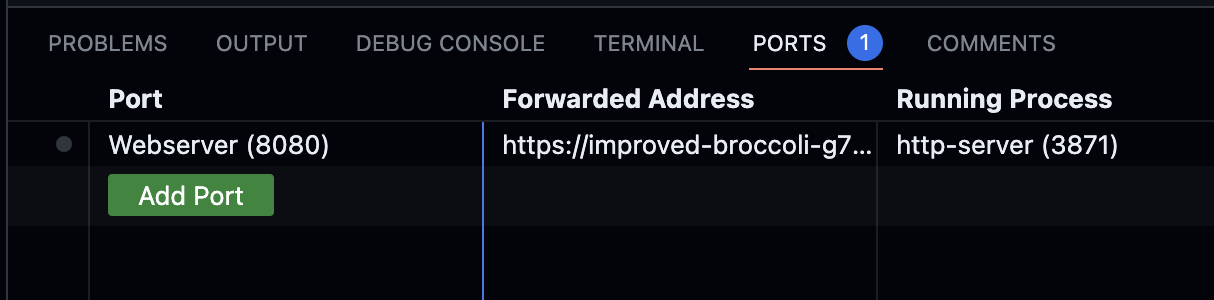 PROBLEMS OUTPUT DEBUG CONSOLE TERMINAL PORTS 1 COMMENTS
Port Forwarded Address Running Process
Webserver (8080) https://improved-broccoli-g7... http-server (3871)
Add Port